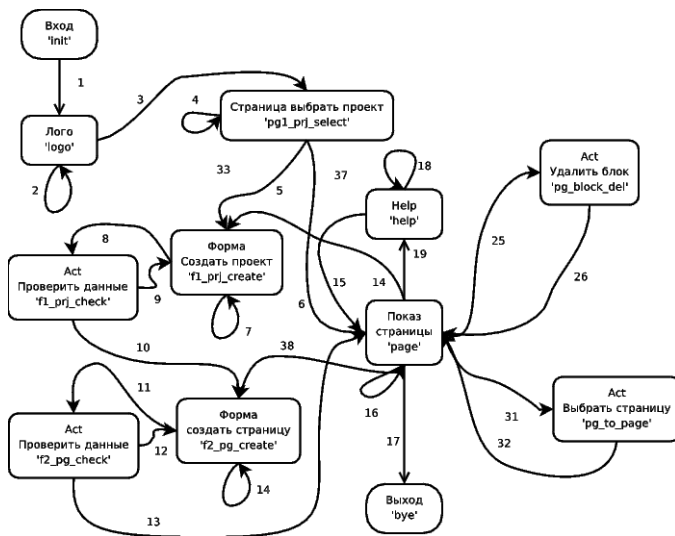 Вход
'init'
1
3
4
Страница выбрать проект
'pg1_prj_select'
Лого
'logo'
2
33
5
37
18
Help
'help'
Act
Удалить блок
'pg_block_del'
8
Форма
Создать проект
'f1_prj_create'
Act
Проверить данные
'f1_prj_check'
9
7
15
14
19
25
26
6
Показ
страницы
'page'
10
38
11
Act
Проверить данные
'f2_pg_check'
12
Форма
создать страницу
'f2_pg_create'
14
13
16
17
31
32
Act
Выбрать страницу
'pg_to_page'
Выход
'bye'